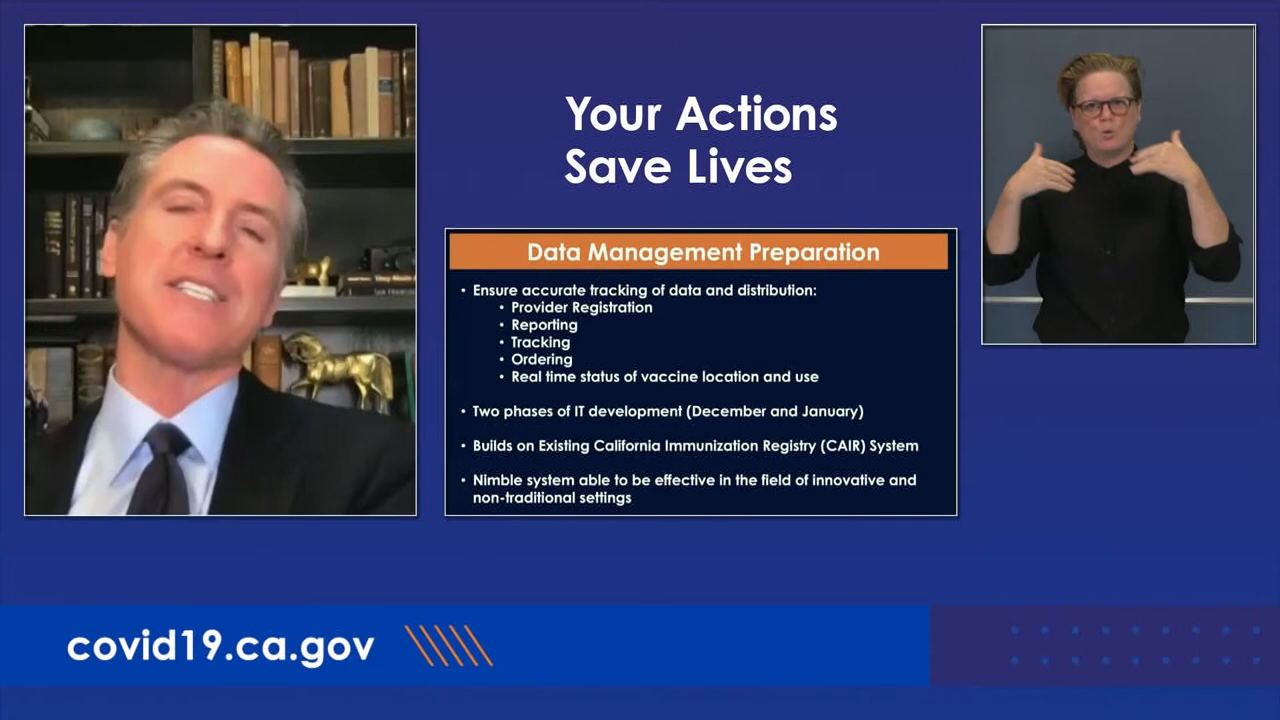 Your Actions
Save Lives
Data Management Preparation
• Ensure accurate tracking of data and distribution:
• Provider Registration
• Reporting
• Tracking
• Ordering
• Real time status of vaccine location and use
• Two phases of IT development (December and January)
• Builds on Existing California Immunization Registry (CAIR) System
• Nimble system able to be effective in the field of innovative and
non-traditional settings
covid19.ca.gov